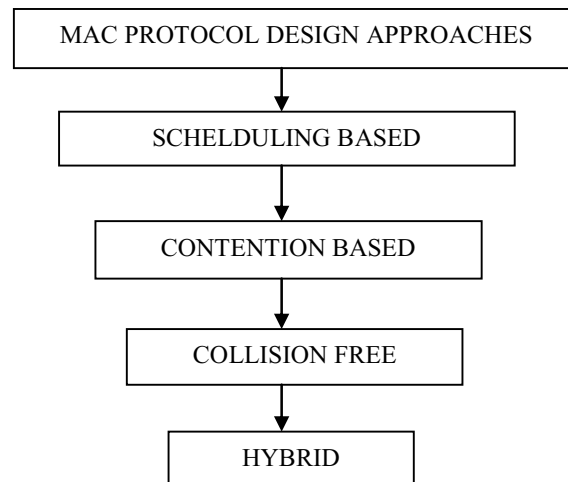 MAC PROTOCOL DESIGN APPROACHES
SCHELDULING BASED
CONTENTION BASED
COLLISION FREE
HYBRID